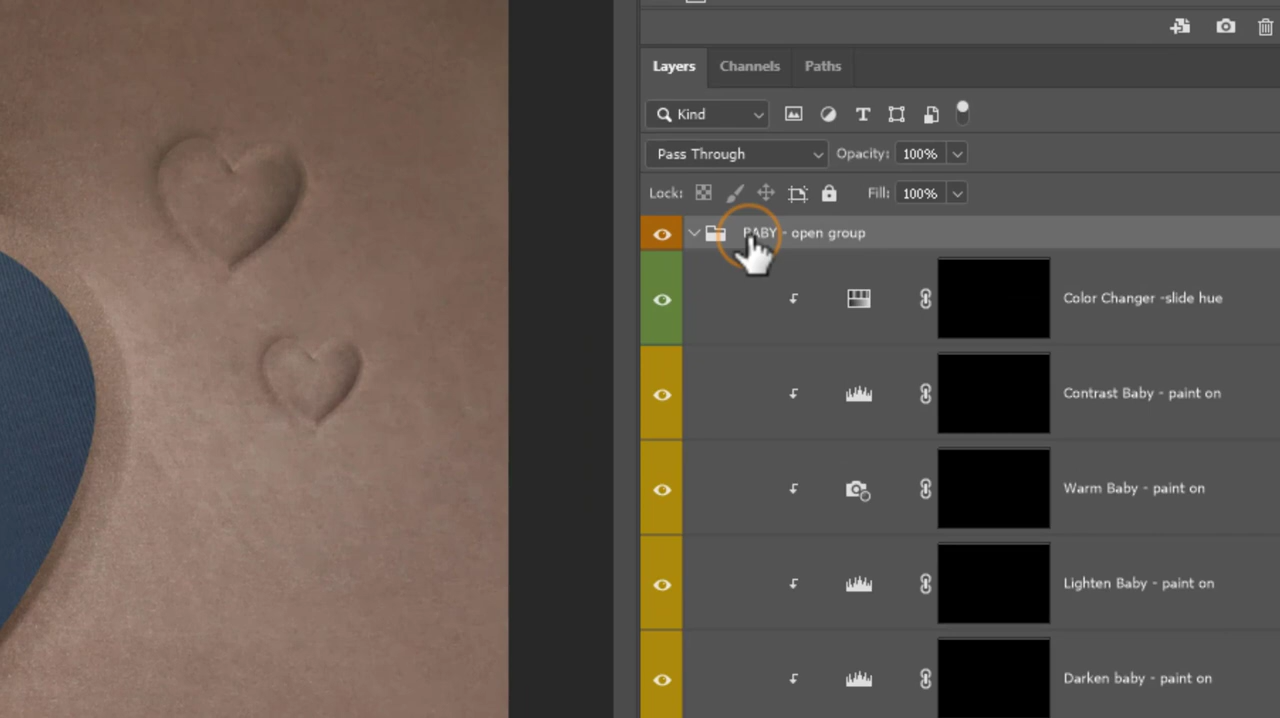 Layers Channels Paths
Kind
Pass Through Opacity: 100%
Lock: Fill: 100%
BABY - open group
Color Changer -slide hue
Contrast Baby - paint on
Warm Baby - paint on
Lighten Baby - paint on
Darken baby - paint on